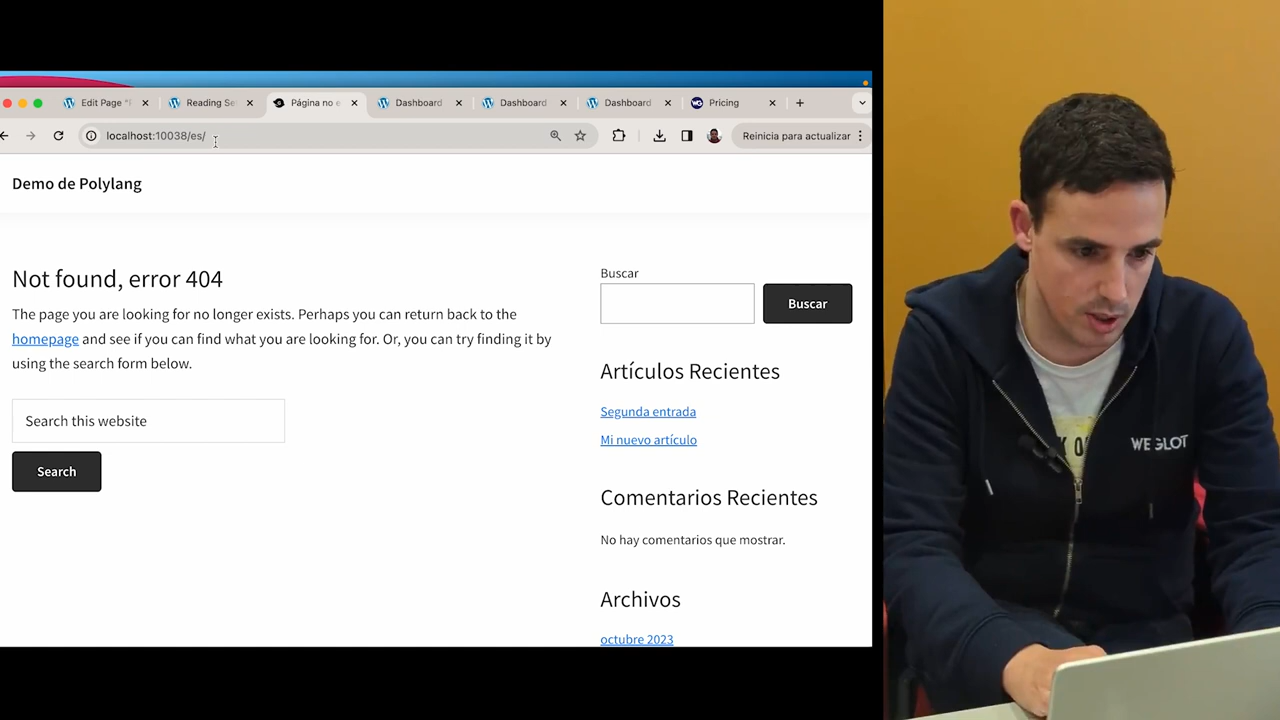 Edit Page "
Reading Se
Página no e
Dashboard
Dashboard
Dashboard
Pricing
localhost:10038/es/
Reinicia para actualizar
Demo de Polylang
Not found, error 404
The page you are looking for no longer exists. Perhaps you can return back to the
homepage and see if you can find what you are looking for. Or, you can try finding it by
using the search form below.
Search this website
Search
Buscar
Buscar
Artículos Recientes
Segunda entrada
Mi nuevo artículo
Comentarios Recientes
No hay comentarios que mostrar.
Archivos
octubre 2023
WEGLOT